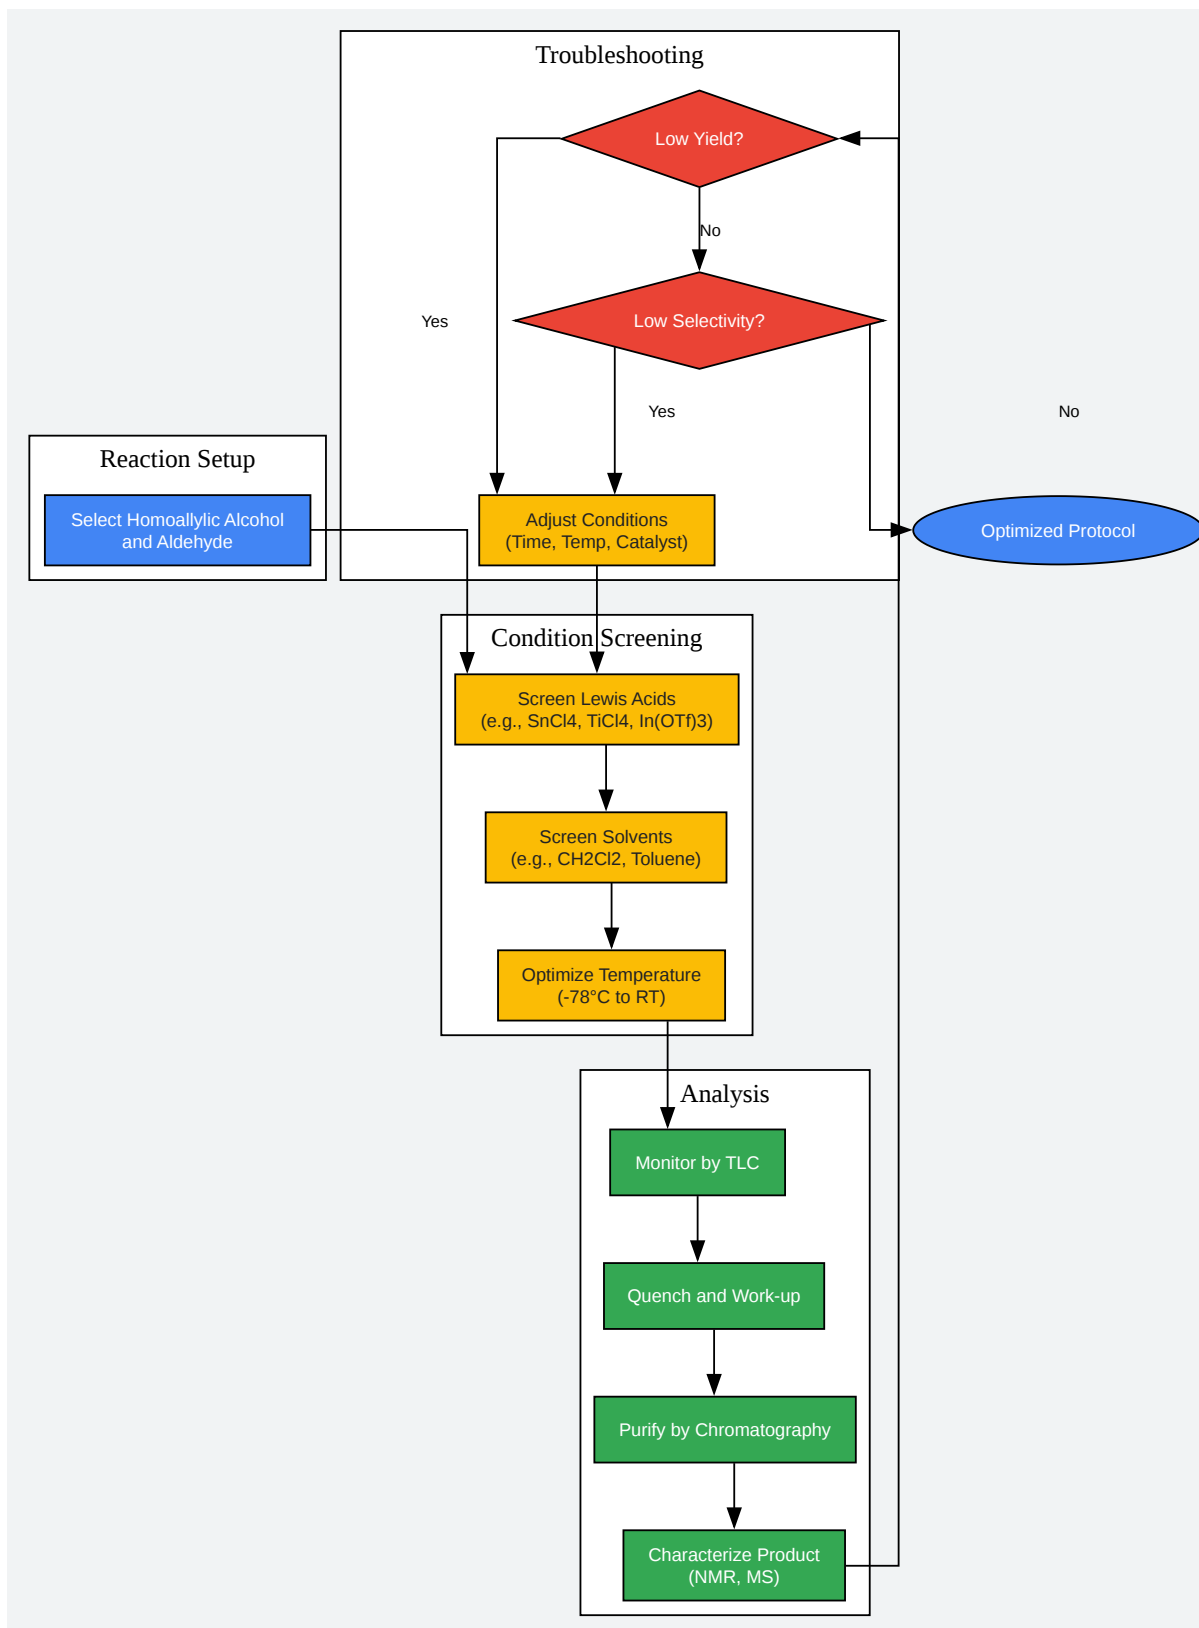 Troubleshooting
Low Yield?
No
Low Selectivity?
Yes
Yes
No
Reaction Setup
Select Homoallylic Alcohol
and Aldehyde
Adjust Conditions
(Time, Temp, Catalyst)
Optimized Protocol
Condition Screening
Screen Lewis Acids
(e.g., SnCl4, TiCl4, In(OTf)3)
Screen Solvents
(e.g., CH2Cl2, Toluene)
Optimize Temperature
(-78°C to RT)
Analysis
Monitor by TLC
Quench and Work-up
Purify by Chromatography
Characterize Product
(NMR, MS)